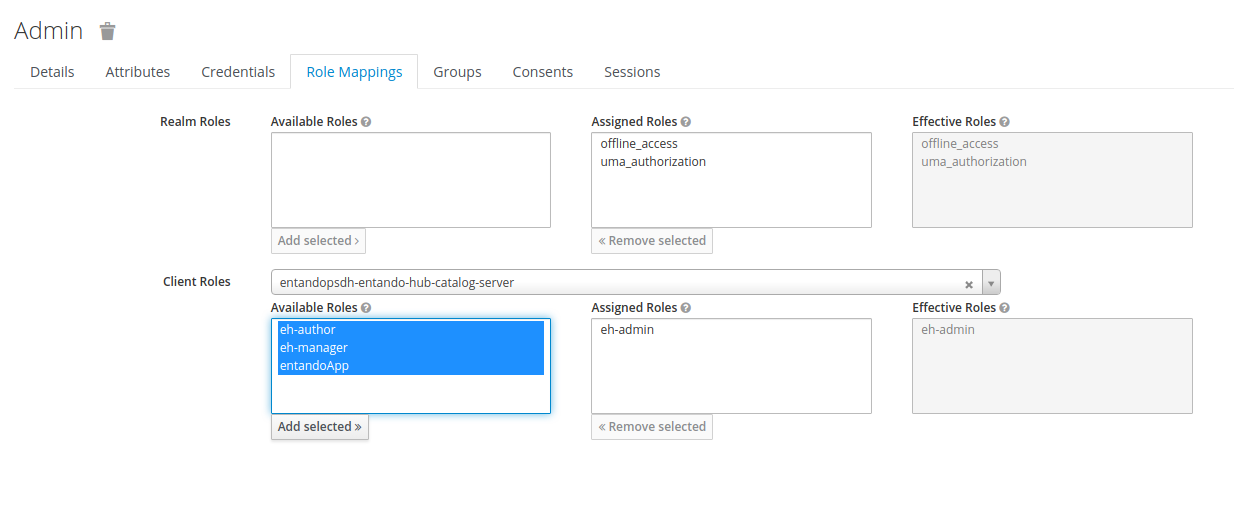 Admin
Details Attributes Credentials Role Mappings Groups Consents Sessions
Realm Roles Available Roles Assigned Roles Effective Roles
offline_access offline_access
uma_authorization uma_authorization
Add selected › « Remove selected
Client Roles entandopsdh-entando-hub-catalog-server
Available Roles Assigned Roles Effective Roles
eh-author eh-admin eh-admin
eh-manager
entandoApp
Add selected » « Remove selected